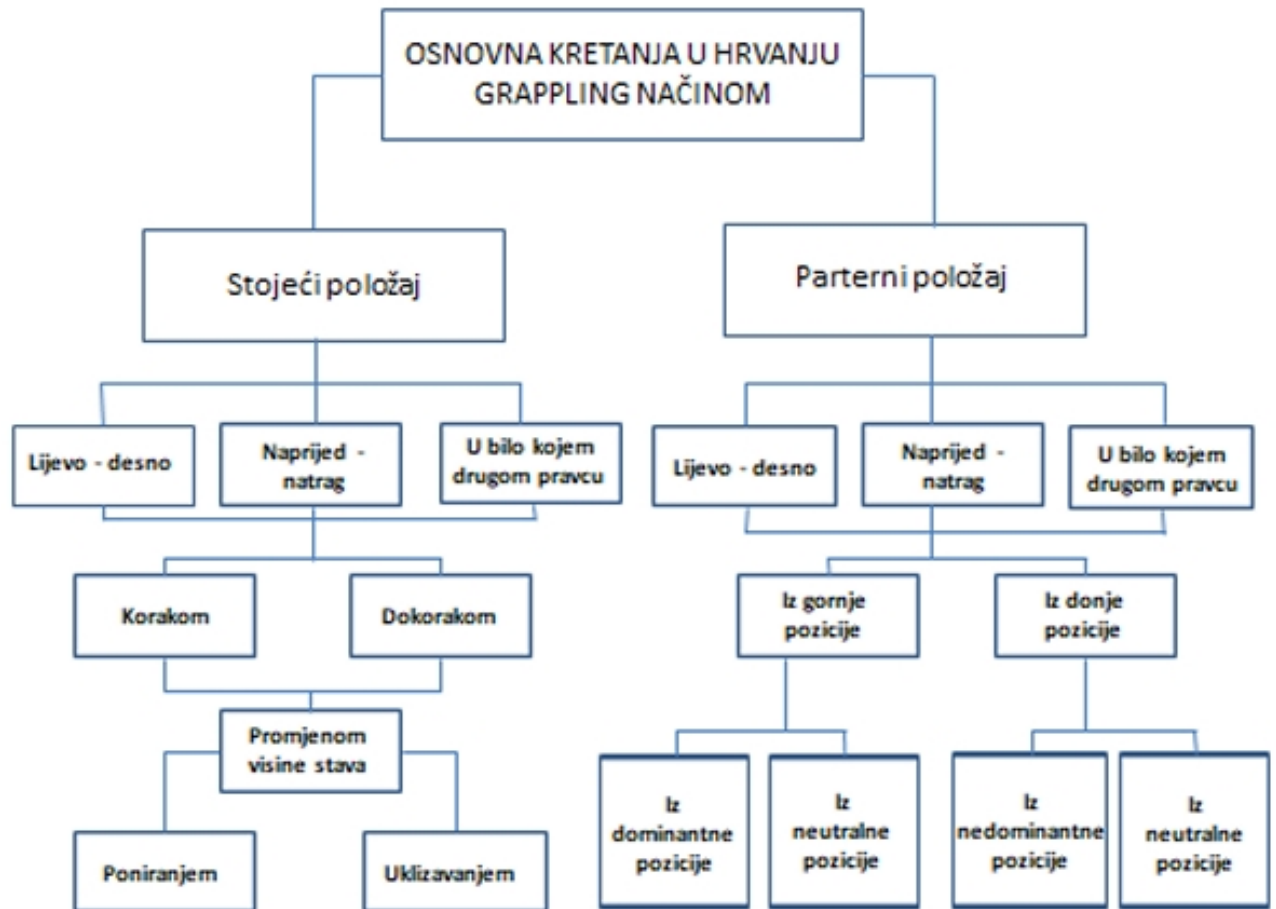 OSNOVNA KRETANJA U HRVANJU
GRAPPLING NAČINOM
Stojeći položaj
Parterni položaj
Lijevo - desno
Naprijed -
natrag
U bilo kojem
drugom pravcu
Lijevo - desno
Naprijed -
natrag
U bilo kojem
drugom pravcu
Korakom
Dokorakom
Iz gornje
pozicije
Iz donje
pozicije
Promjenom
visine stava
Poniranjem
Uklizavanjem
Iz
dominantne
pozicije
Iz
neutralne
pozicije
Iz
nedominantne
pozicije
Iz
neutralne
pozicije